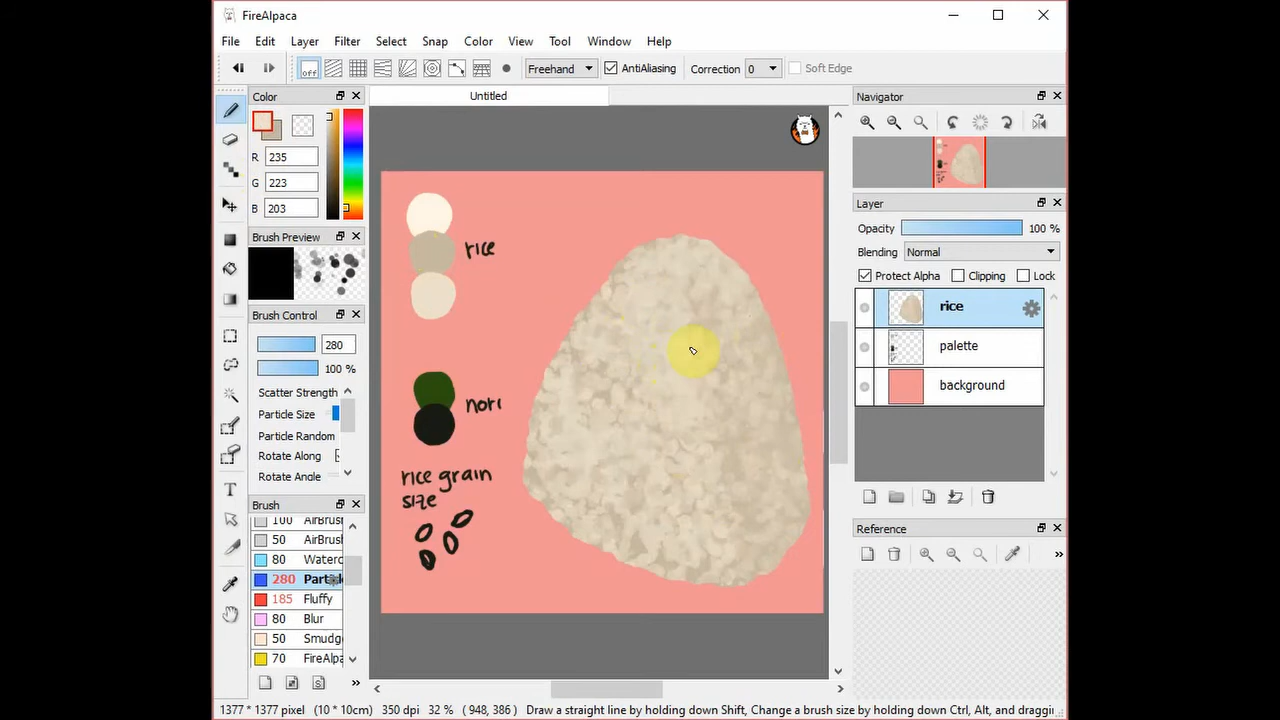 FireAlpaca
File Edit Layer Filter Select Snap Color View Tool Window Help
off Freehand AntiAliasing Correction 0 Soft Edge
Color
Untitled
Navigator
R 235
G 223
B 203
Layer
Opacity 100 %
Brush Preview
Blending Normal
Protect Alpha Clipping Lock
rice
palette
background
Brush Control
280
100 %
Scatter Strength
Particle Size
Particle Random
Rotate Along
Rotate Angle
Brush
100 AirBrush
50 AirBrus
80 Waterc
280 Particle
185 Fluffy
80 Blur
50 Smudg
70 FireAlpa
rice
nori
rice grain
size
Reference
1377 * 1377 pixel (10 * 10cm) 350 dpi 32 % ( 948, 386 ) Draw a straight line by holding down Shift, Change a brush size by holding down Ctrl, Alt, and draggin